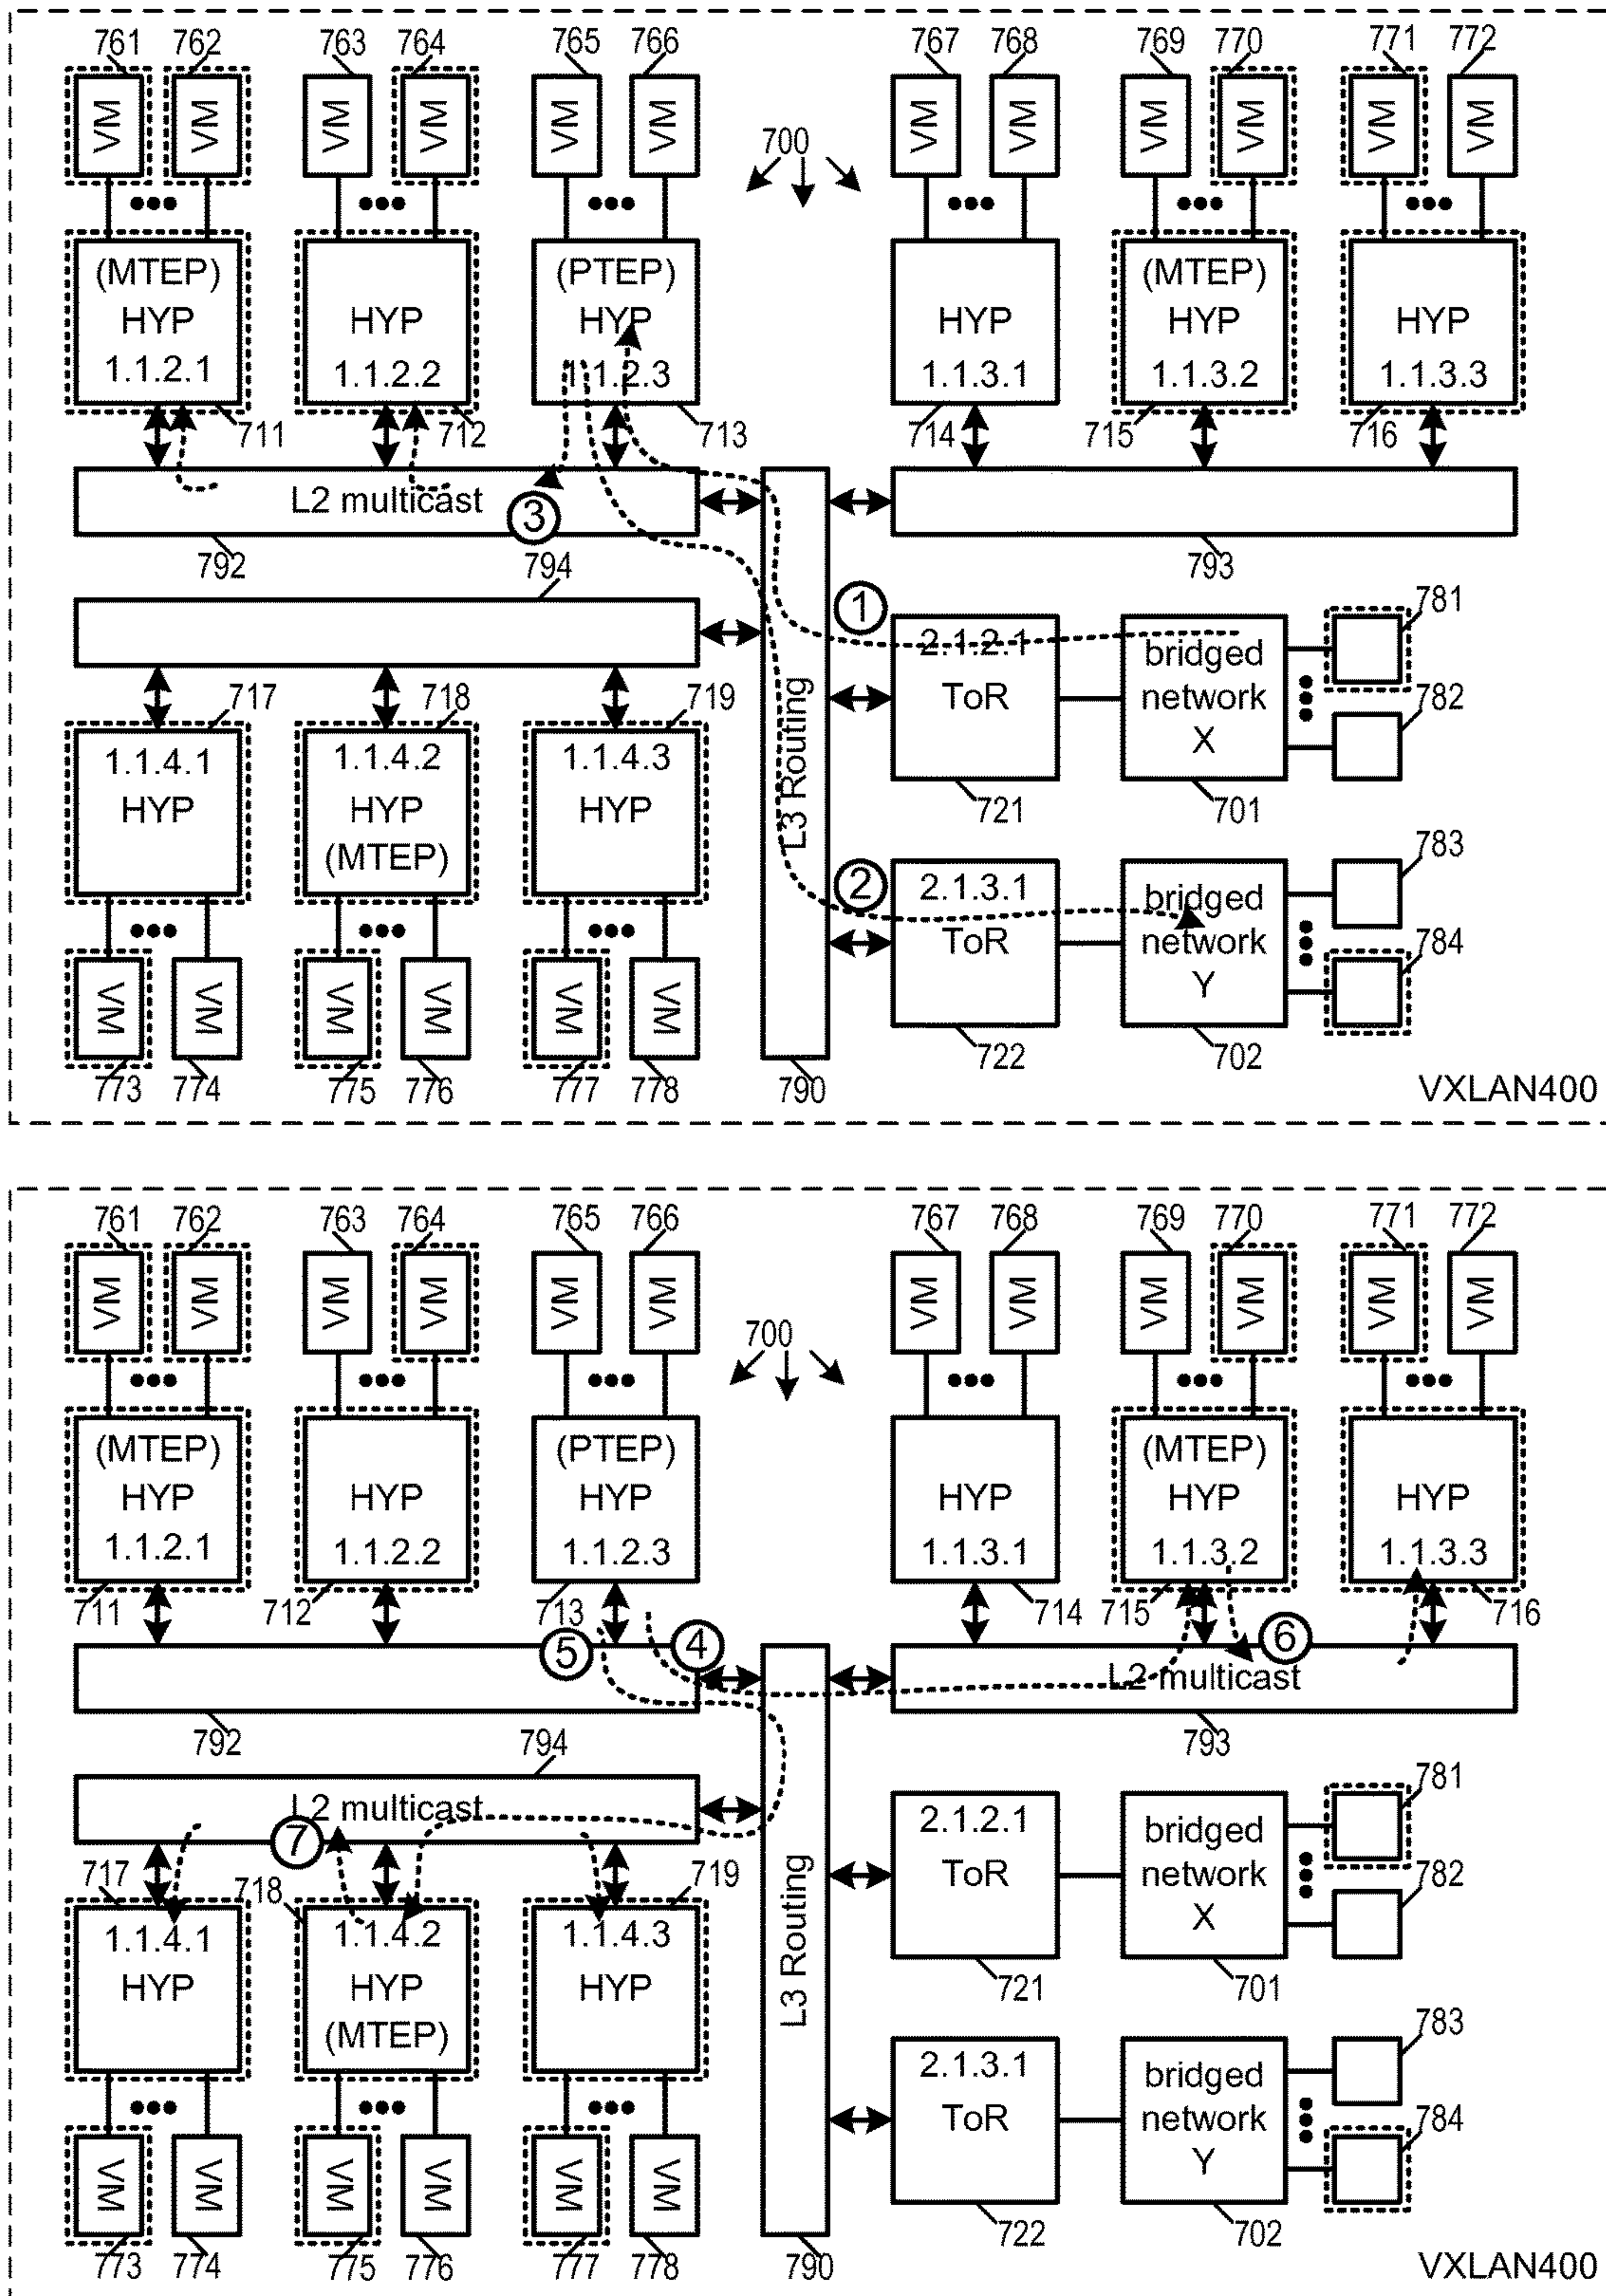 761 762 763 764 765 766 767 768 769 770 771 772
VM VM VM VM VM VM VM VM VM VM VM VM
700
(MTEP) (PTEP) (MTEP)
HYP HYP HYP HYP HYP HYP
1.1.2.1 1.1.2.2 1.1.2.3 1.1.3.1 1.1.3.2 1.1.3.3
711 712 713 714 715 716
L2 multicast
3
792 794 793
1
781
2.1.2.1 bridged
L3 Routing
717 718 719 ToR network 782
1.1.4.1 1.1.4.2 1.1.4.3 X
HYP HYP HYP 721 701
(MTEP)
783
2
2.1.3.1 bridged
ToR network 784
Y
VM VM VM VM VM VM
773 774 775 776 777 778 790 722 702
VXLAN400
761 762 763 764 765 766 767 768 769 770 771 772
VM VM VM VM VM VM VM VM VM VM VM VM
700
(MTEP) (PTEP) (MTEP)
HYP HYP HYP HYP HYP HYP
1.1.2.1 1.1.2.2 1.1.2.3 1.1.3.1 1.1.3.2 1.1.3.3
711 712 713 714 715 716
5 4 6
L2 multicast
792 794 793
L2 multicast
781
7
2.1.2.1 bridged
L3 Routing
717 718 719 ToR network 782
1.1.4.1 1.1.4.2 1.1.4.3 X
HYP HYP HYP 721 701
(MTEP)
783
2.1.3.1 bridged
ToR network 784
Y
VM VM VM VM VM VM
773 774 775 776 777 778 790 722 702
VXLAN400